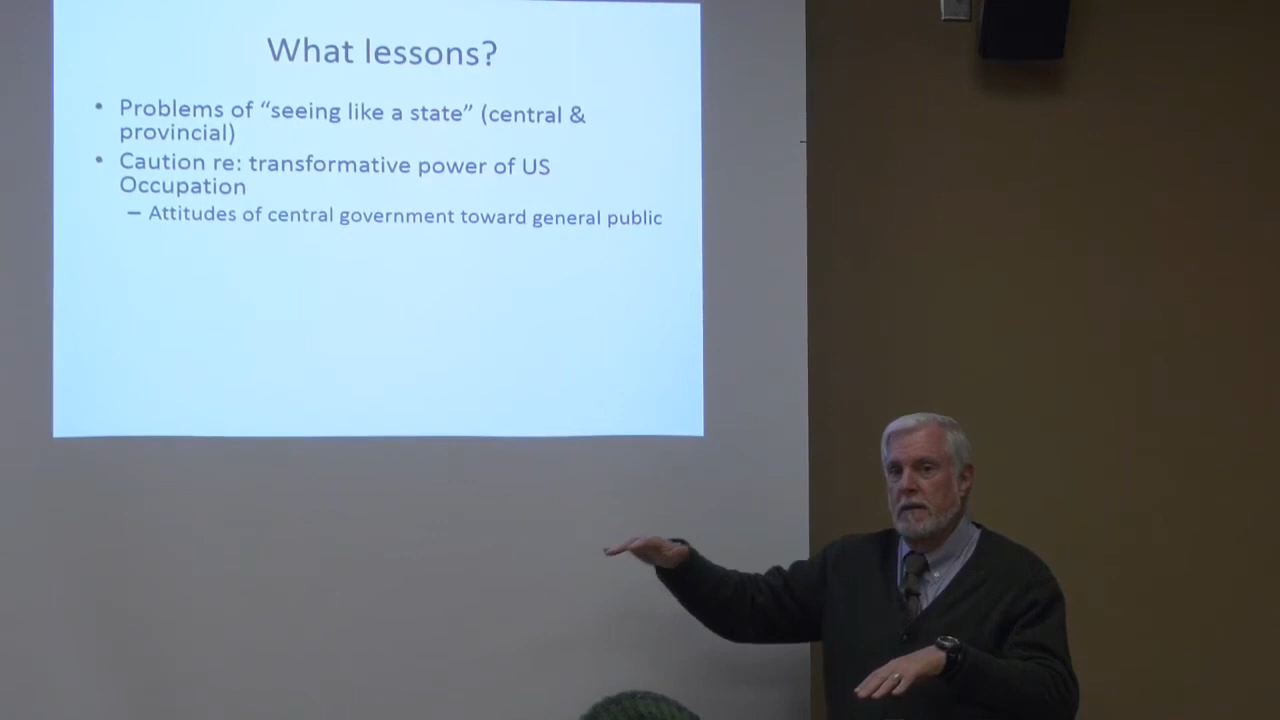 What lessons?
• Problems of “seeing like a state” (central &
provincial)
• Caution re: transformative power of US
Occupation
– Attitudes of central government toward general public